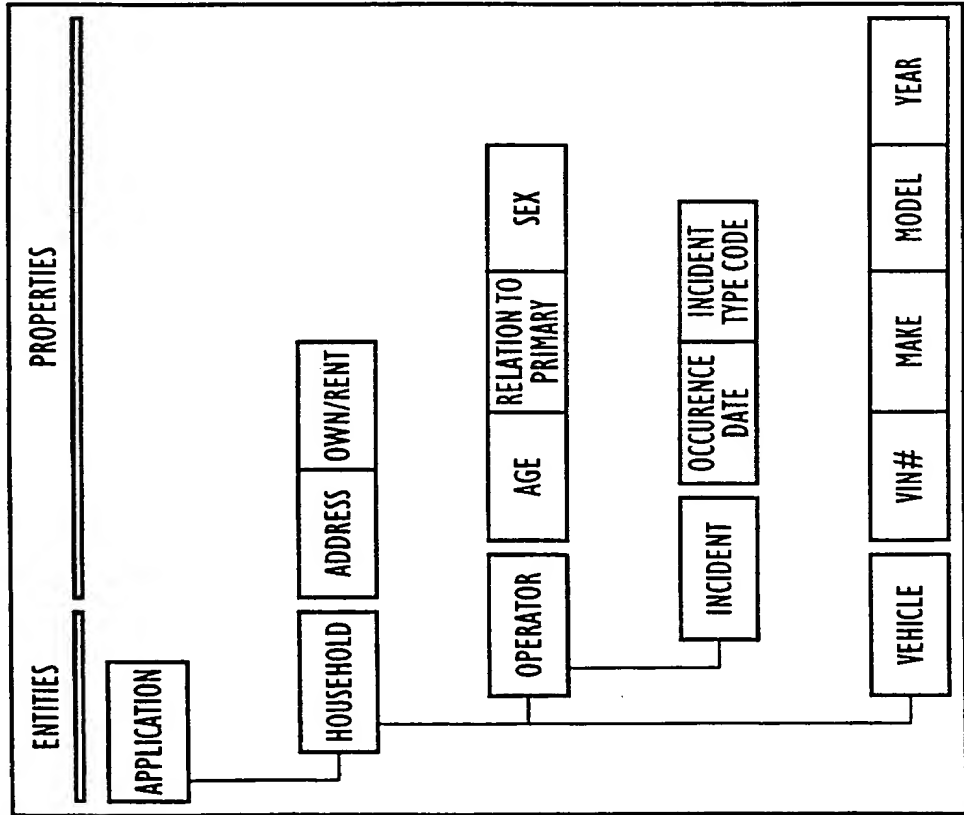 ENTITIES
PROPERTIES
APPLICATION
HOUSEHOLD
ADDRESS
OWN/RENT
OPERATOR
AGE
RELATION TO
PRIMARY
SEX
INCIDENT
OCCURENCE
DATE
INCIDENT
TYPE CODE
VEHICLE
VIN#
MAKE
MODEL
YEAR